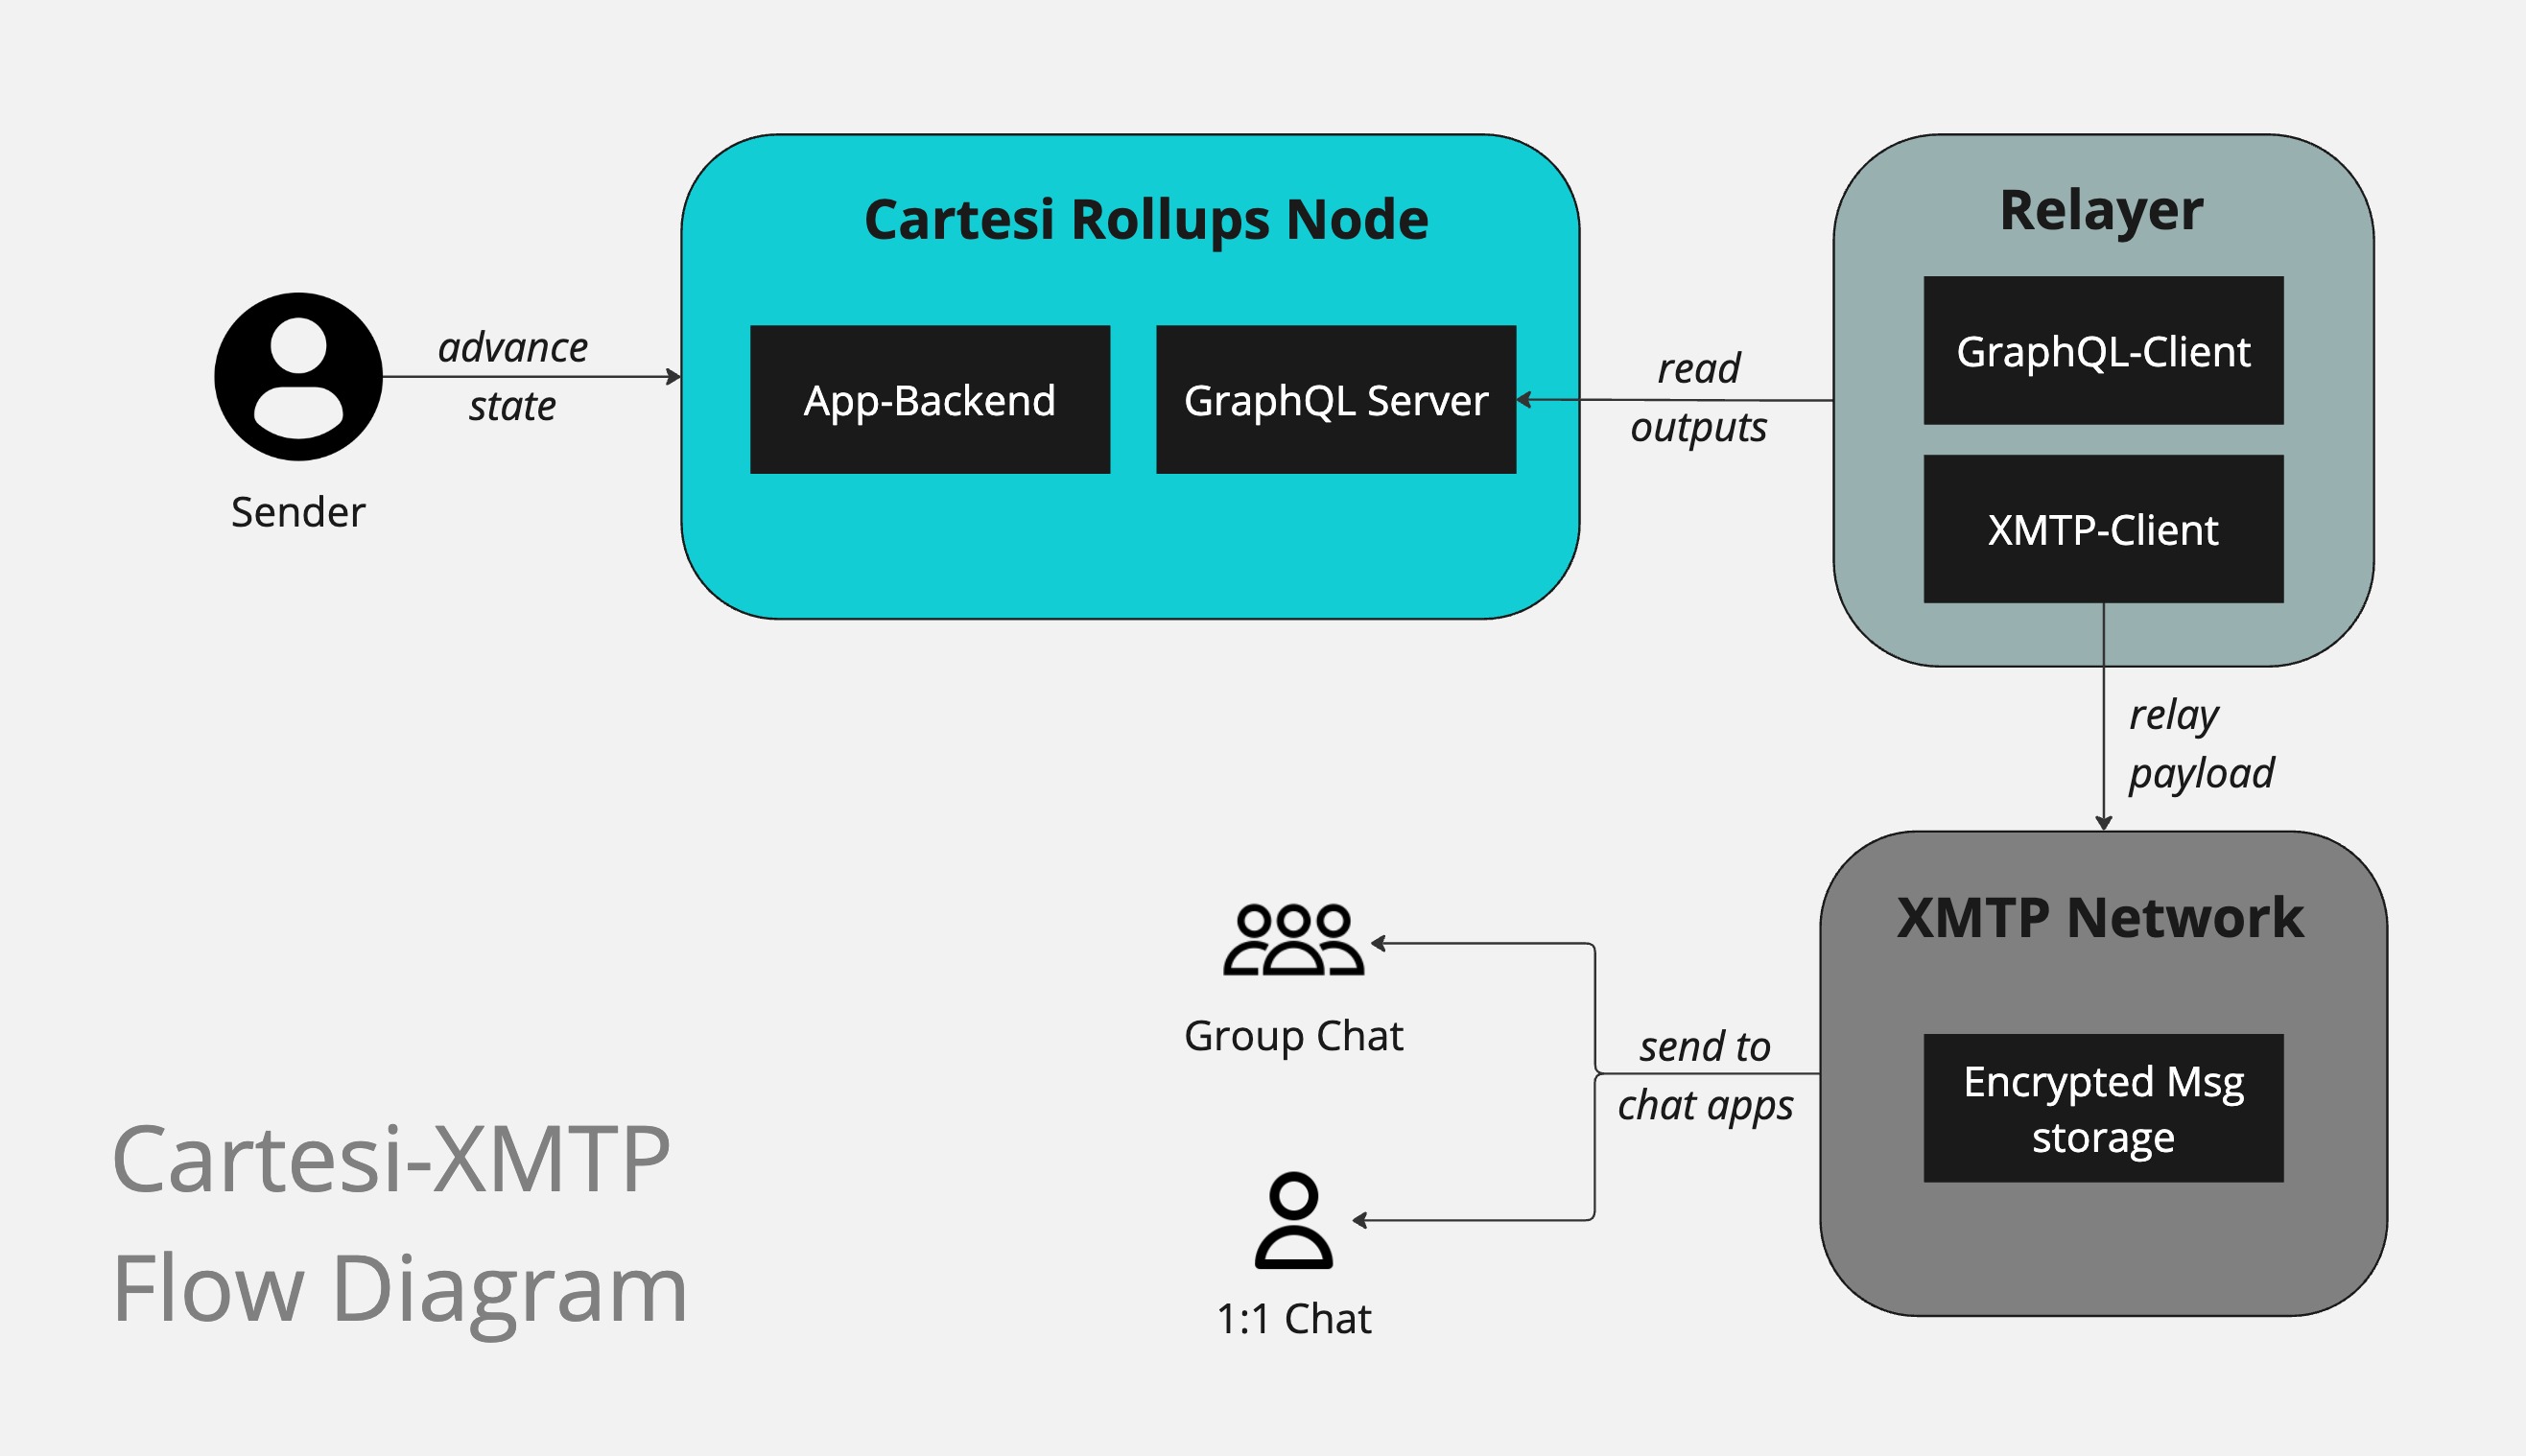 Cartesi Rollups Node
App-Backend
GraphQL Server
advance
state
Sender
read
outputs
Relayer
GraphQL-Client
XMTP-Client
relay
payload
XMTP Network
Encrypted Msg
storage
send to
chat apps
Group Chat
1:1 Chat
Cartesi-XMTP
Flow Diagram